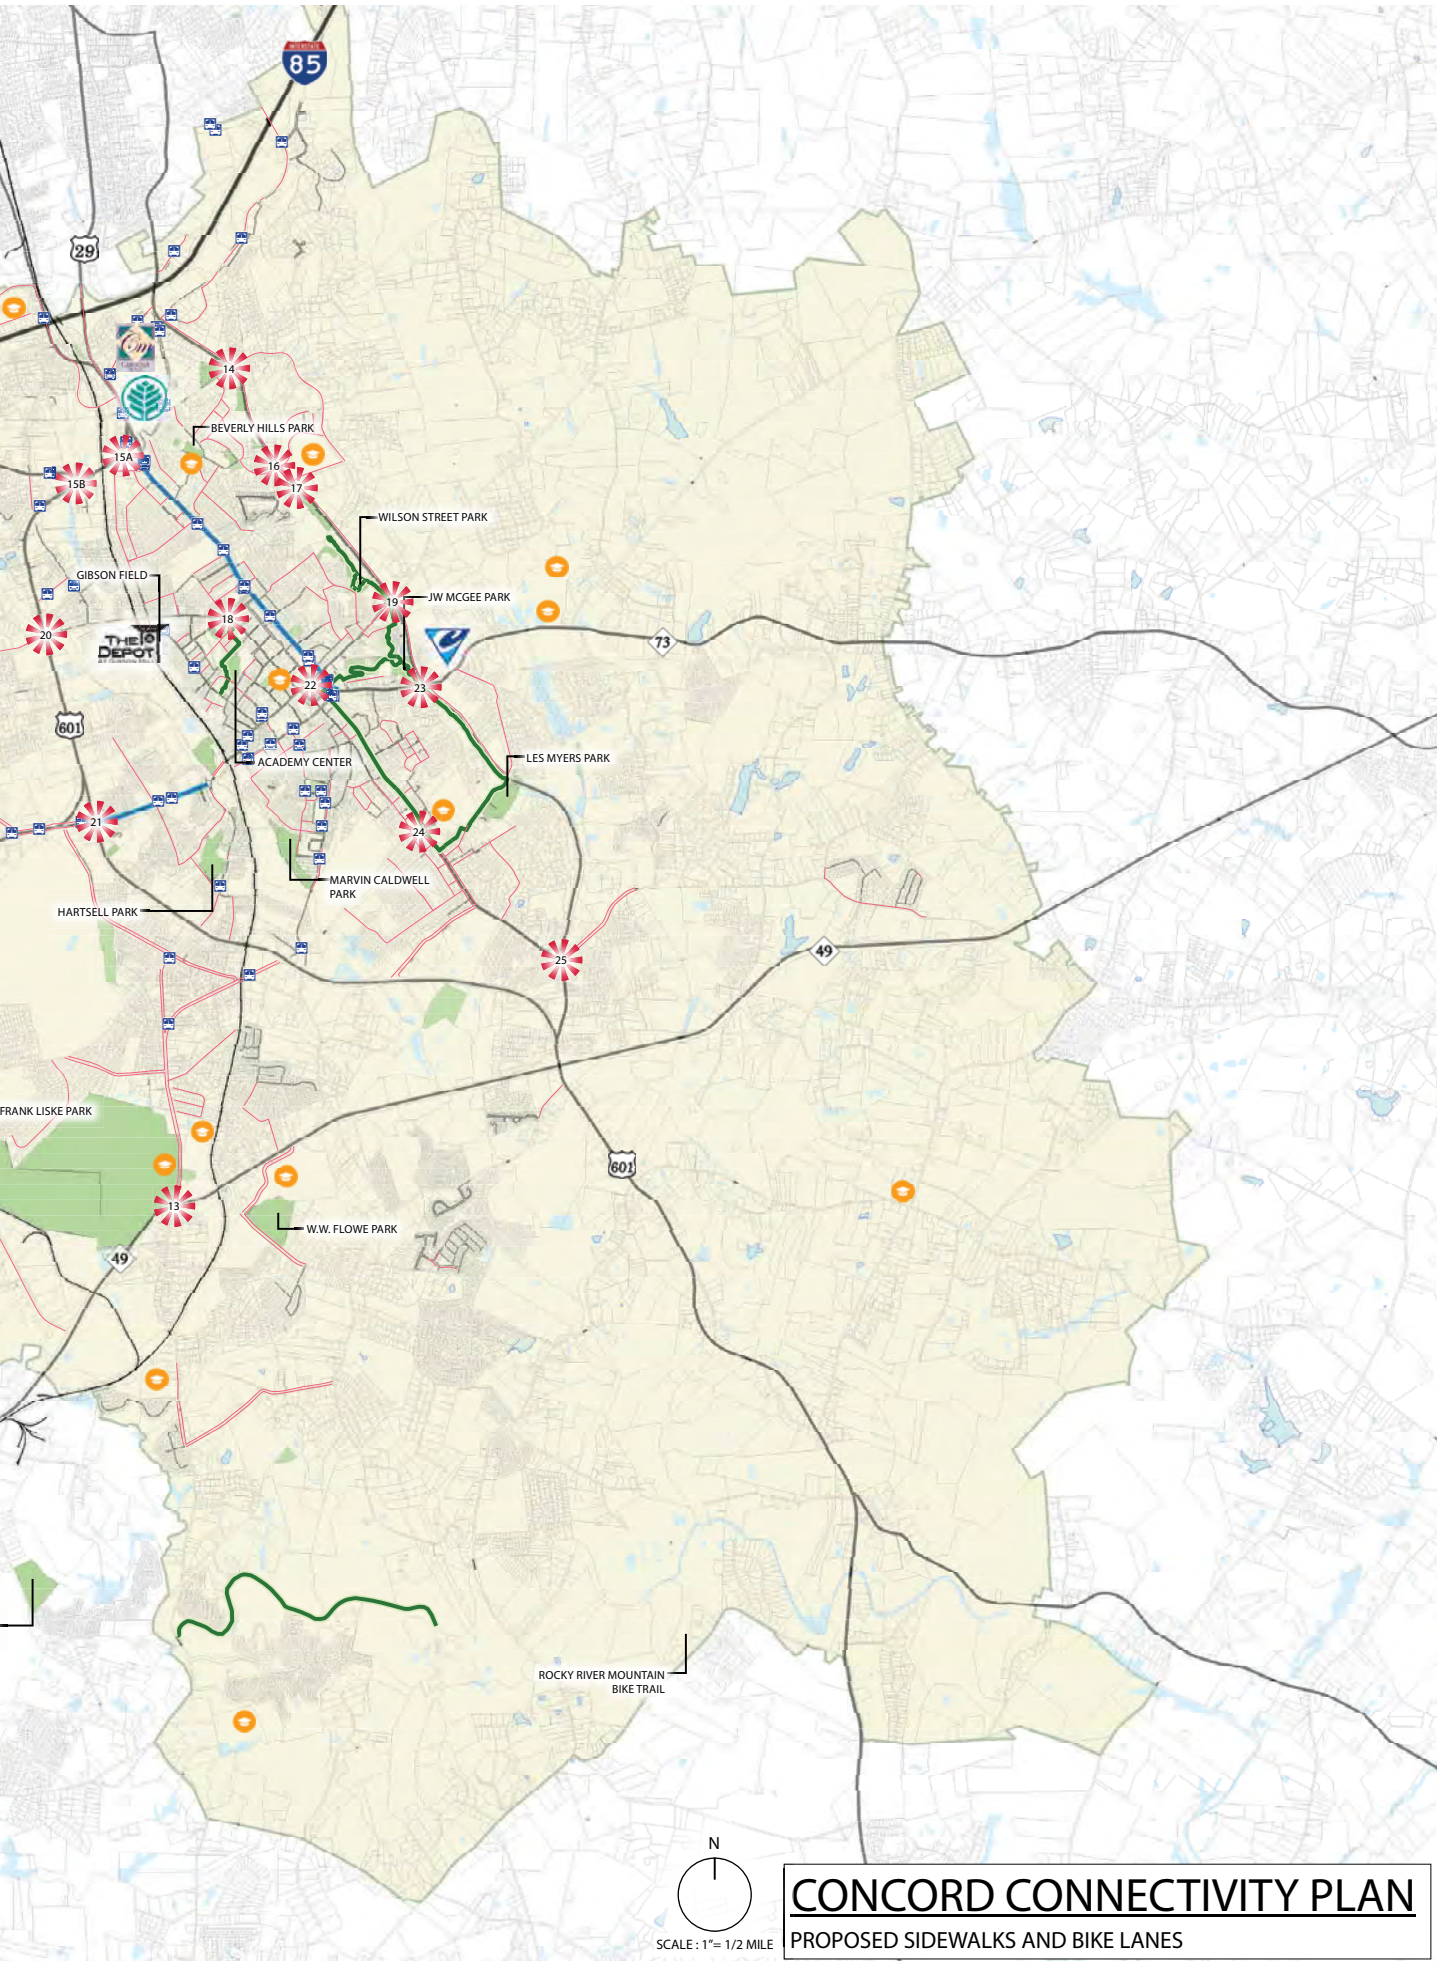 INTERSTATE
85
29
14
BEVERLY HILLS PARK
15A
16
15B
17
WILSON STREET PARK
GIBSON FIELD
JW MCGEE PARK
19
18
20
THE
DEPOT
73
22
23
601
ACADEMY CENTER
LES MYERS PARK
21
24
MARVIN CALDWELL
PARK
HARTSELL PARK
49
25
FRANK LISKE PARK
601
13
W.W. FLOWE PARK
49
ROCKY RIVER MOUNTAIN
BIKE TRAIL
N
SCALE : 1"= 1/2 MILE
CONCORD CONNECTIVITY PLAN
PROPOSED SIDEWALKS AND BIKE LANES